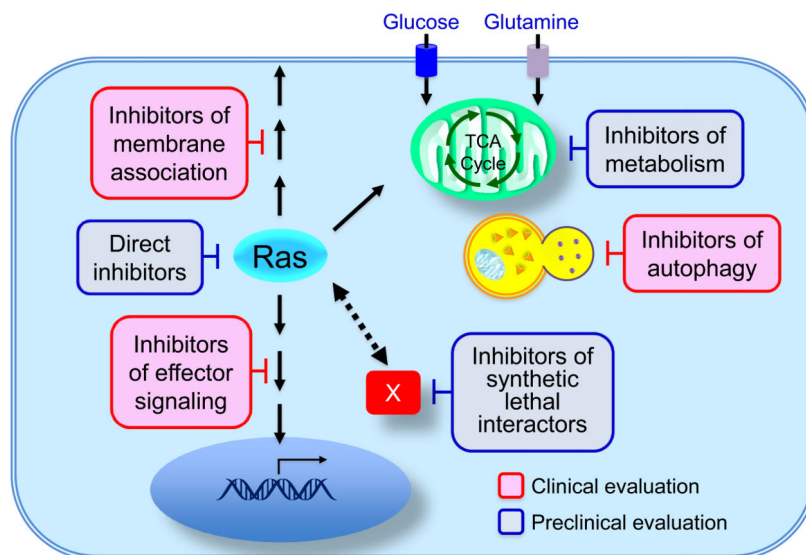 Glucose
Glutamine
Inhibitors of
membrane
association
TCA
Cycle
Inhibitors of
metabolism
Direct
inhibitors
Ras
Inhibitors of
autophagy
Inhibitors
of effector
signaling
X
Inhibitors of
synthetic
lethal
interactors
Clinical evaluation
Preclinical evaluation